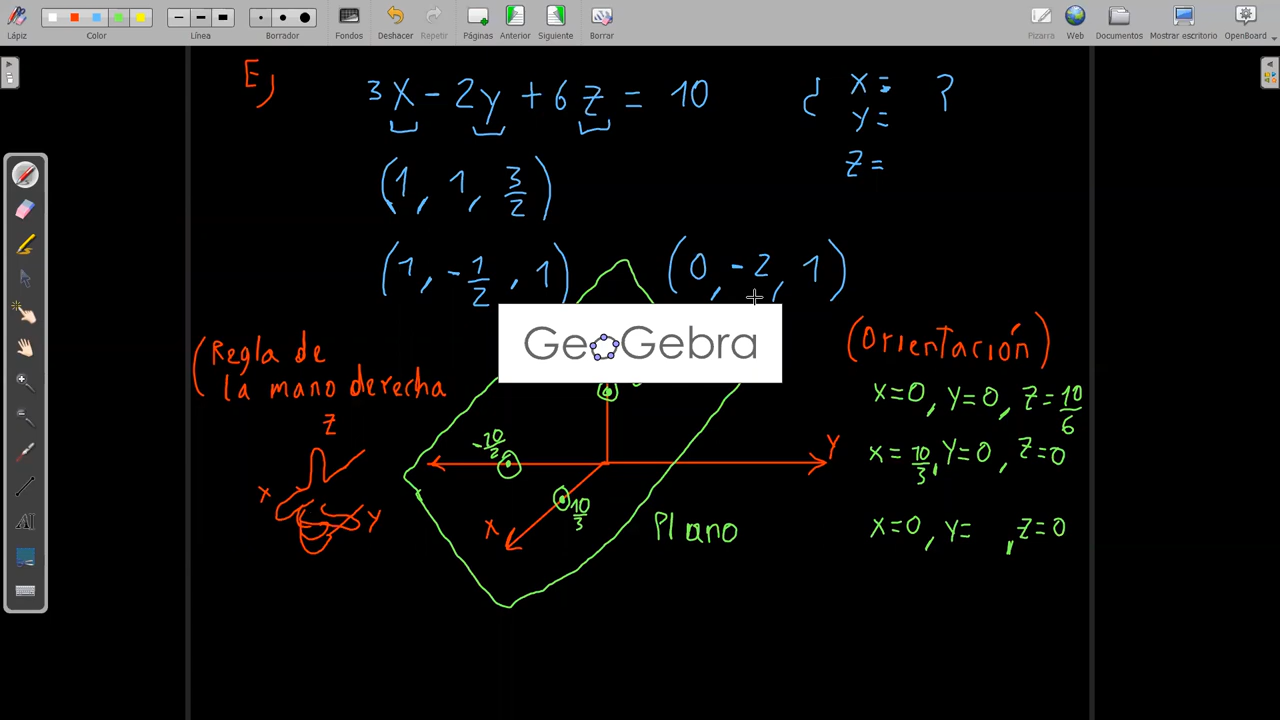 Lápiz Color Línea Borrador Fondos Deshacer Repetir Páginas Anterior Siguiente Borrar Pizarra Web Documentos Mostrar escritorio OpenBoard
E)
3X - 2y + 6z = 10
¿ x= ?
y=
z=
(1, 1, 3/2)
(1, -1/2, 1) (0, -2, 1)
GeoGebra
(Regla de
la mano derecha
(Orientación)
x=0, y=0, z=10/6
x=10/3, y=0, z=0
x=0, y= , z=0
z
x
y
-10/2
10/3
Y
X
Plano